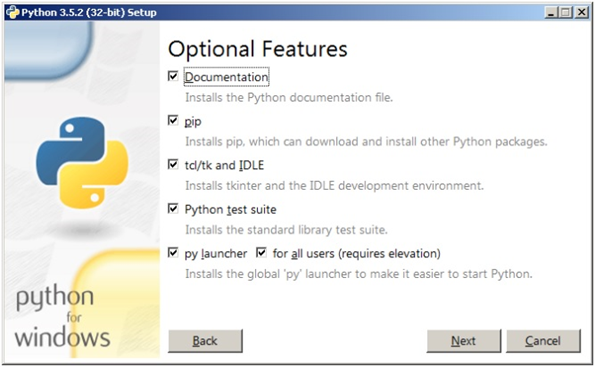 Python 3.5.2 (32-bit) Setup
Optional Features
Documentation
Installs the Python documentation file.
pip
Installs pip, which can download and install other Python packages.
tcl/tk and IDLE
Installs tkinter and the IDLE development environment.
Python test suite
Installs the standard library test suite.
py launcher for all users (requires elevation)
Installs the global 'py' launcher to make it easier to start Python.
python
for
windows
Back Next Cancel